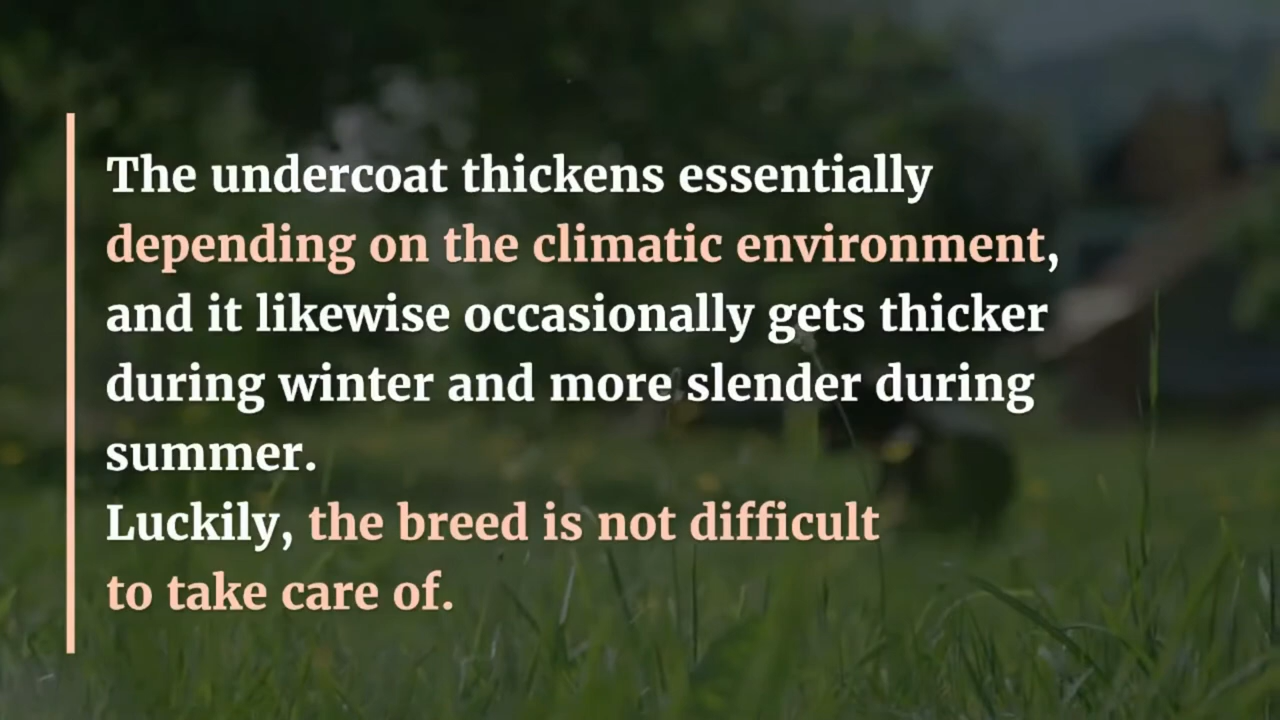 The undercoat thickens essentially
depending on the climatic environment,
and it likewise occasionally gets thicker
during winter and more slender during
summer.
Luckily, the breed is not difficult
to take care of.